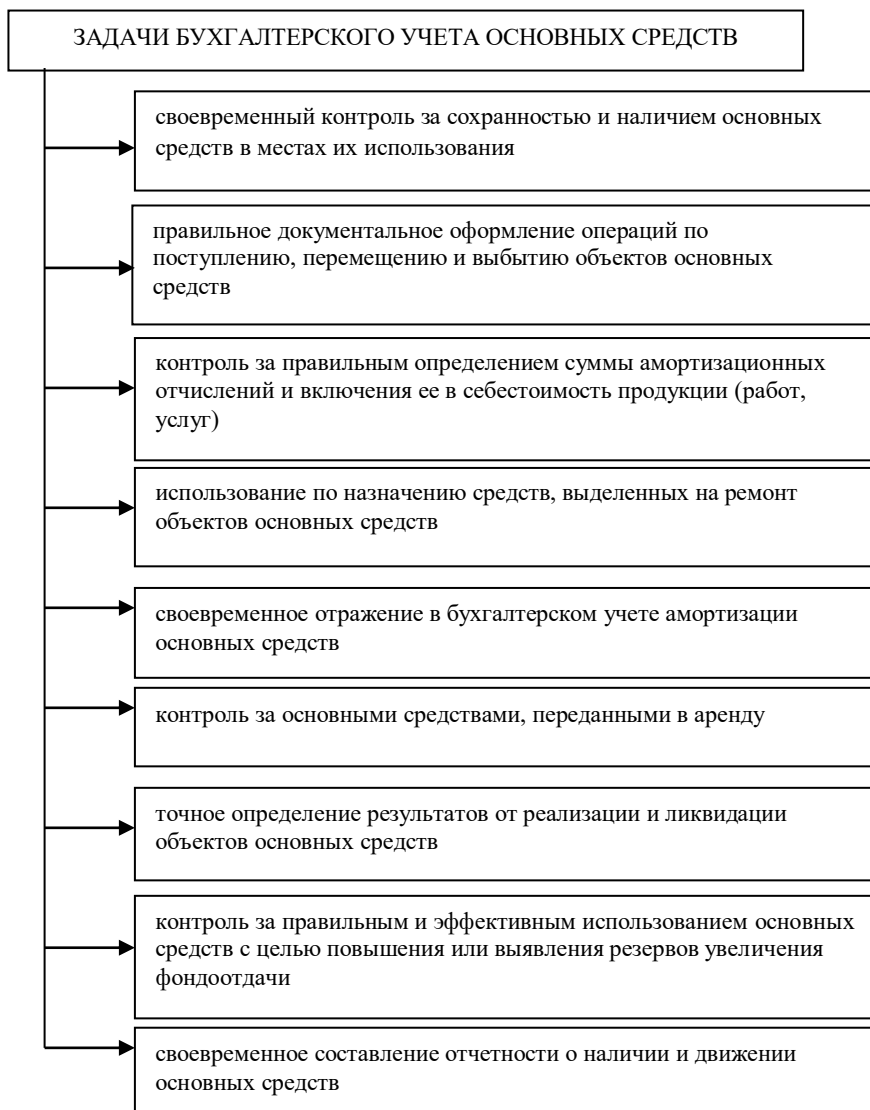 ЗАДАЧИ БУХГАЛТЕРСКОГО УЧЕТА ОСНОВНЫХ СРЕДСТВ
своевременный контроль за сохранностью и наличием основных
средств в местах их использования
правильное документальное оформление операций по
поступлению, перемещению и выбытию объектов основных
средств
контроль за правильным определением суммы амортизационных
отчислений и включения ее в себестоимость продукции (работ,
услуг)
использование по назначению средств, выделенных на ремонт
объектов основных средств
своевременное отражение в бухгалтерском учете амортизации
основных средств
контроль за основными средствами, переданными в аренду
точное определение результатов от реализации и ликвидации
объектов основных средств
контроль за правильным и эффективным использованием основных
средств с целью повышения или выявления резервов увеличения
фондоотдачи
своевременное составление отчетности о наличии и движении
основных средств